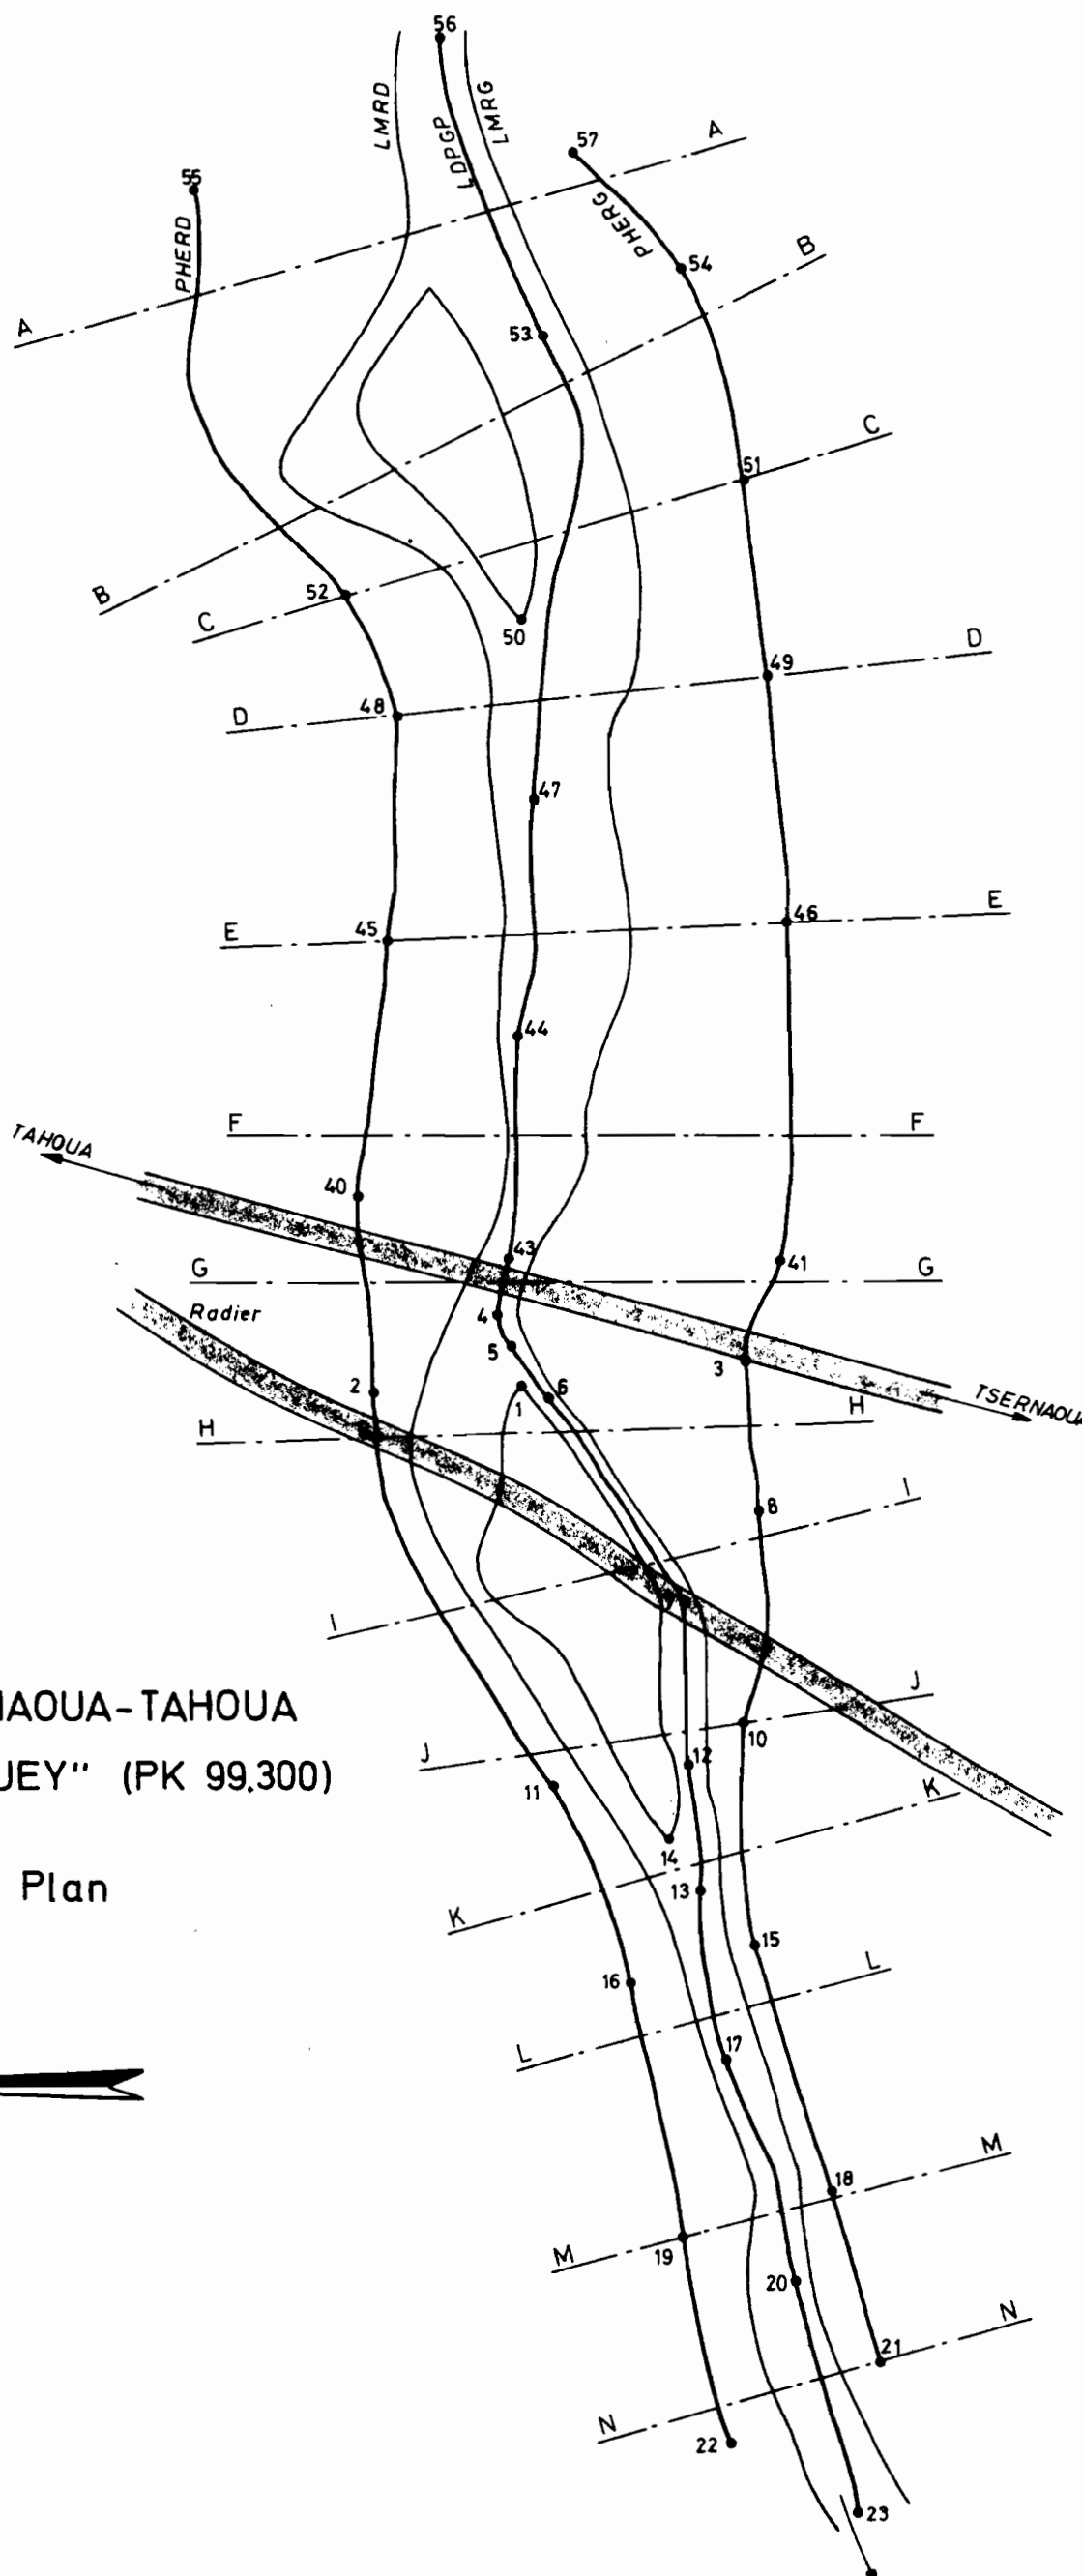 56
LMRD
LDPGP
LMRG
A
57
55
PHERD
PHERG
54
B
A
53
C
51
B
52
C
50
D
49
48
D
47
E
46
45
E
44
F
F
TAHOUA
40
43
41
G
G
Radier
4
5
3
2
6
1
TSERNAOUA
H
H
8
I
I
NAOUA-TAHOUA
J
10
J
12
UEY" (PK 99,300)
11
K
14
Plan
13
K
15
L
16
17
L
M
18
M
19
20
N
21
N
22
23